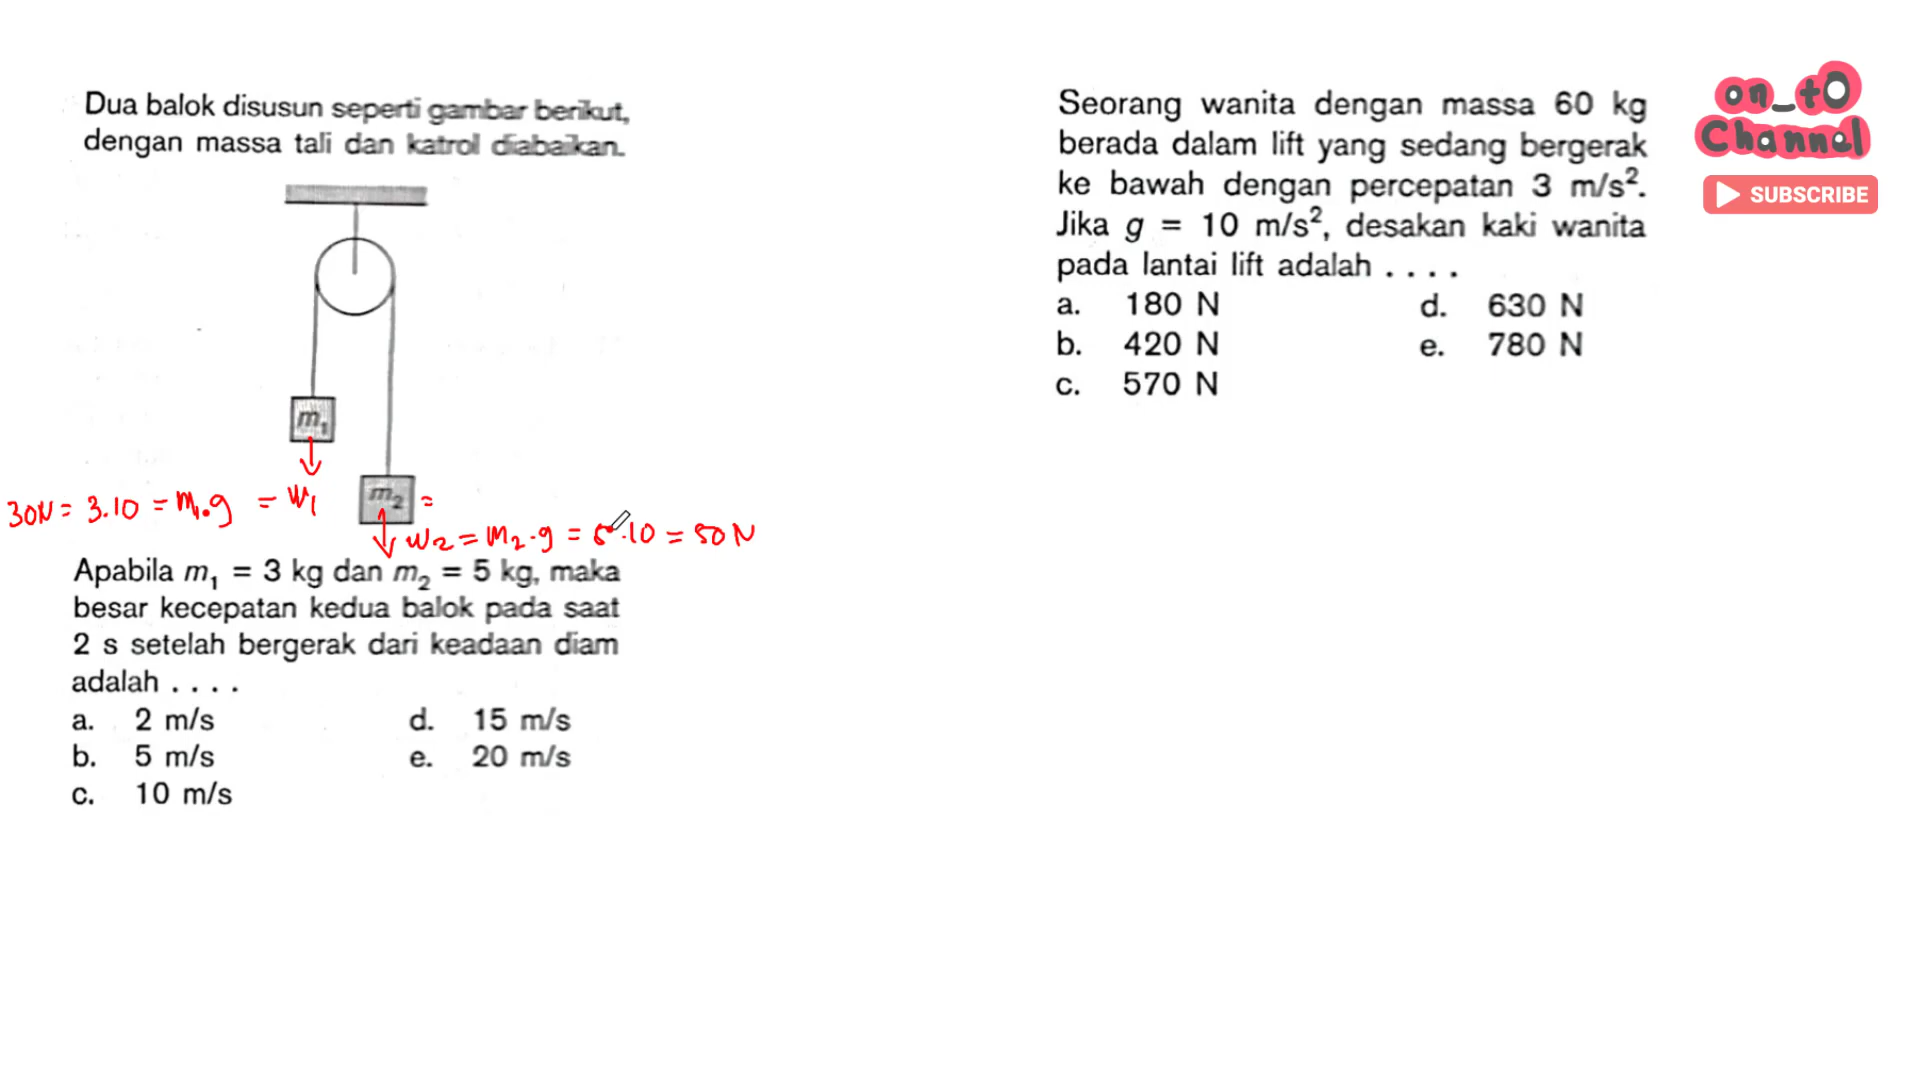 Dua balok disusun seperti gambar berikut,
dengan massa tali dan katrol diabaikan.
m₁
m₂ =
30N = 3.10 = m₁.g = w₁
w₂ = m₂.g = 5.10 = 50 N
Apabila m₁ = 3 kg dan m₂ = 5 kg, maka
besar kecepatan kedua balok pada saat
2 s setelah bergerak dari keadaan diam
adalah . . . .
a. 2 m/s d. 15 m/s
b. 5 m/s e. 20 m/s
c. 10 m/s
Seorang wanita dengan massa 60 kg
berada dalam lift yang sedang bergerak
ke bawah dengan percepatan 3 m/s².
Jika g = 10 m/s², desakan kaki wanita
pada lantai lift adalah . . . .
a. 180 N d. 630 N
b. 420 N e. 780 N
c. 570 N
on_tO
Channel
SUBSCRIBE